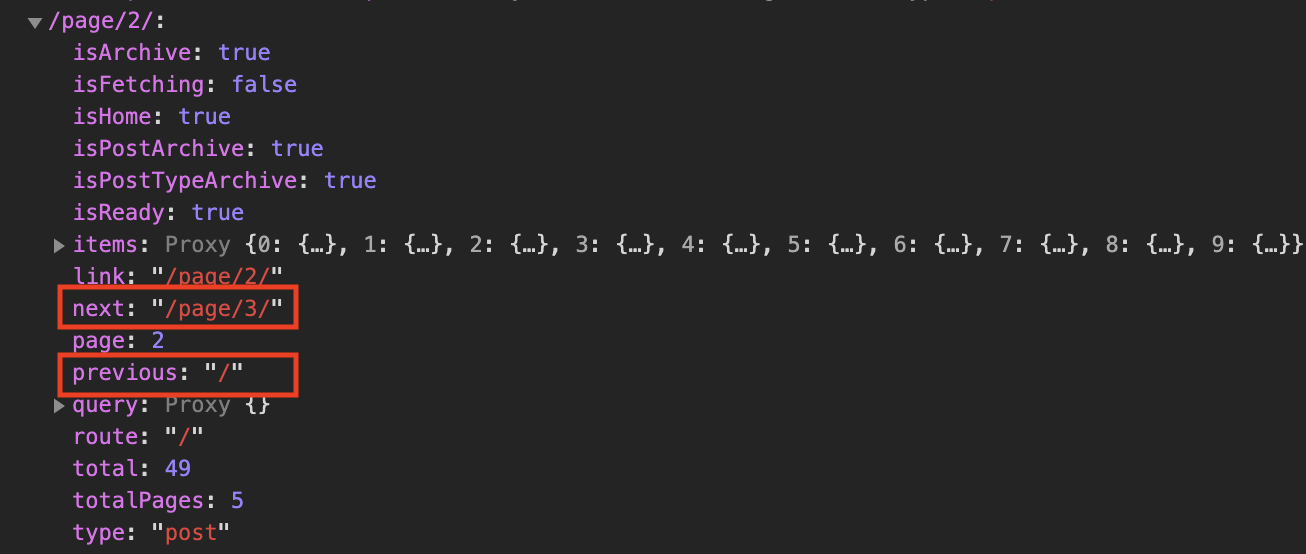 ▼/page/2/:
isArchive: true
isFetching: false
isHome: true
isPostArchive: true
isPostTypeArchive: true
isReady: true
▶items: Proxy {0: {…}, 1: {…}, 2: {…}, 3: {…}, 4: {…}, 5: {…}, 6: {…}, 7: {…}, 8: {…}, 9: {…}}
link: "/page/2/"
next: "/page/3/"
page: 2
previous: "/"
▶query: Proxy {}
route: "/"
total: 49
totalPages: 5
type: "post"